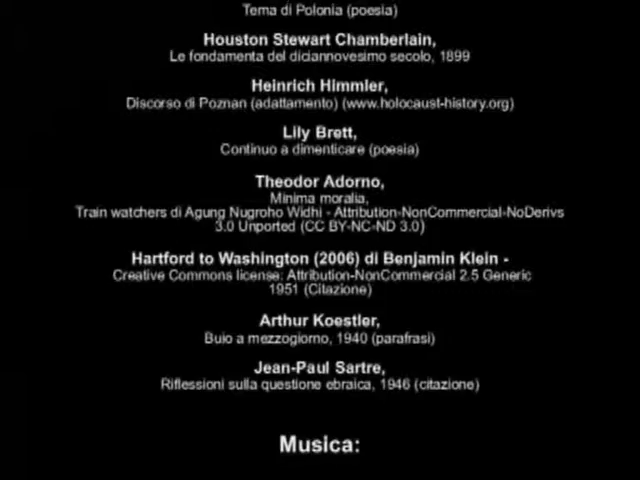 Tema di Polonia (poesia)
Houston Stewart Chamberlain,
Le fondamenta del diciannovesimo secolo, 1899
Heinrich Himmler,
Discorso di Poznan (adattamento) (www.holocaust-history.org)
Lily Brett,
Continuo a dimenticare (poesia)
Theodor Adorno,
Minima moralia,
Train watchers di Agung Nugroho Widhi - Attribution-NonCommercial-NoDerivs
3.0 Unported (CC BY-NC-ND 3.0)
Hartford to Washington (2006) di Benjamin Klein -
Creative Commons license: Attribution-NonCommercial 2.5 Generic
1951 (Citazione)
Arthur Koestler,
Buio a mezzogiorno, 1940 (parafrasi)
Jean-Paul Sartre,
Riflessioni sulla questione ebraica, 1946 (citazione)
Musica: